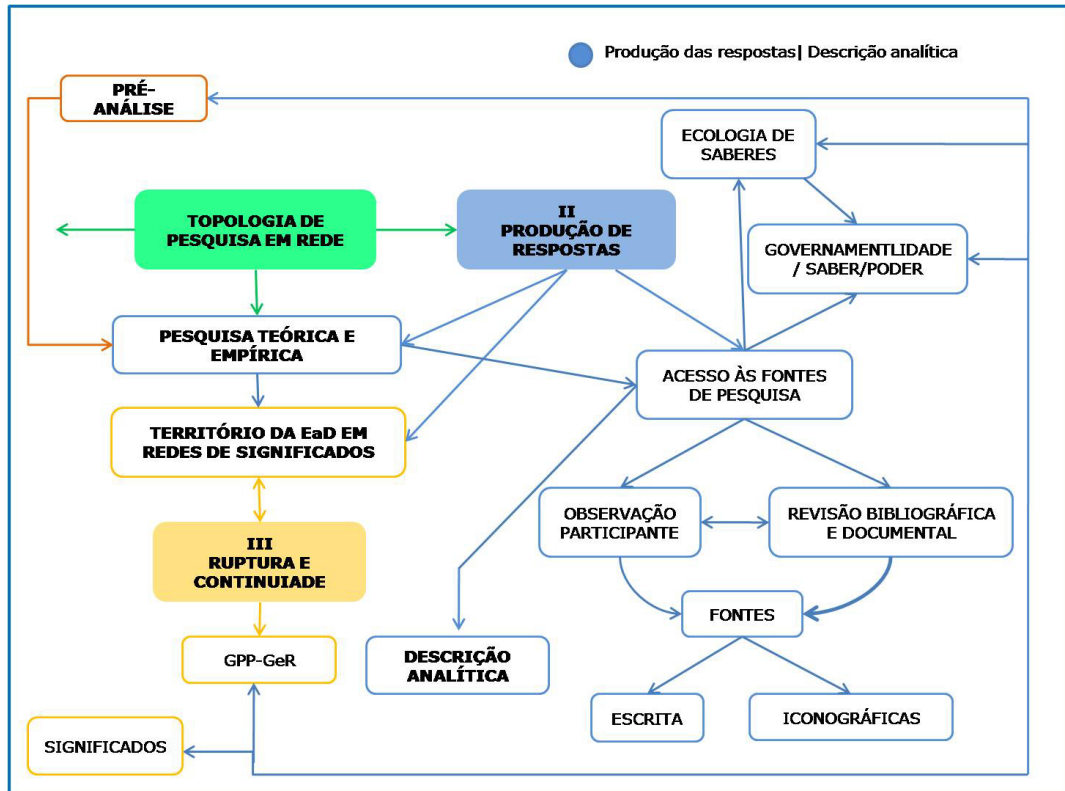 Produção das respostas| Descrição analítica
PRÉ-
ANÁLISE
ECOLOGIA DE
SABERES
TOPOLOGIA DE
PESQUISA EM REDE
II
PRODUÇÃO DE
RESPOSTAS
GOVERNAMENTLIDADE
/ SABER/PODER
PESQUISA TEÓRICA E
EMPÍRICA
ACESSO ÀS FONTES
DE PESQUISA
TERRITÓRIO DA EaD EM
REDES DE SIGNIFICADOS
OBSERVAÇÃO
PARTICIPANTE
REVISÃO BIBLIOGRÁFICA
E DOCUMENTAL
III
RUPTURA E
CONTINUIADE
FONTES
GPP-GeR
DESCRIÇÃO
ANALÍTICA
ESCRITA
ICONOGRÁFICAS
SIGNIFICADOS